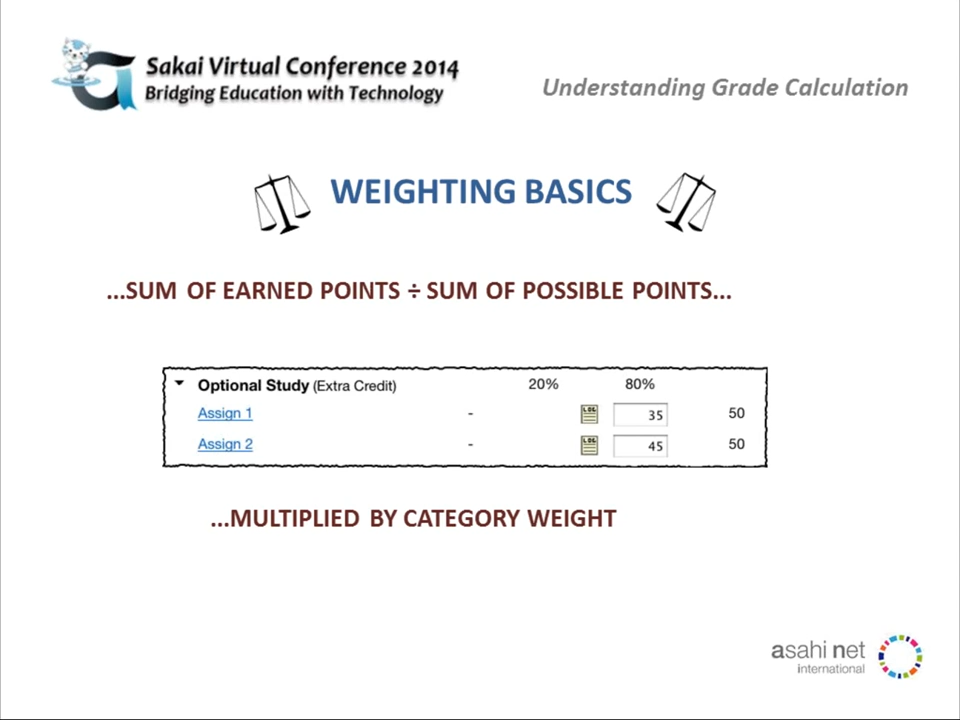 Sakai Virtual Conference 2014
Bridging Education with Technology
Understanding Grade Calculation
WEIGHTING BASICS
...SUM OF EARNED POINTS ÷ SUM OF POSSIBLE POINTS...
Optional Study (Extra Credit) 20% 80%
Assign 1 - LOG 35 50
Assign 2 - LOG 45 50
...MULTIPLIED BY CATEGORY WEIGHT
asahi net
international